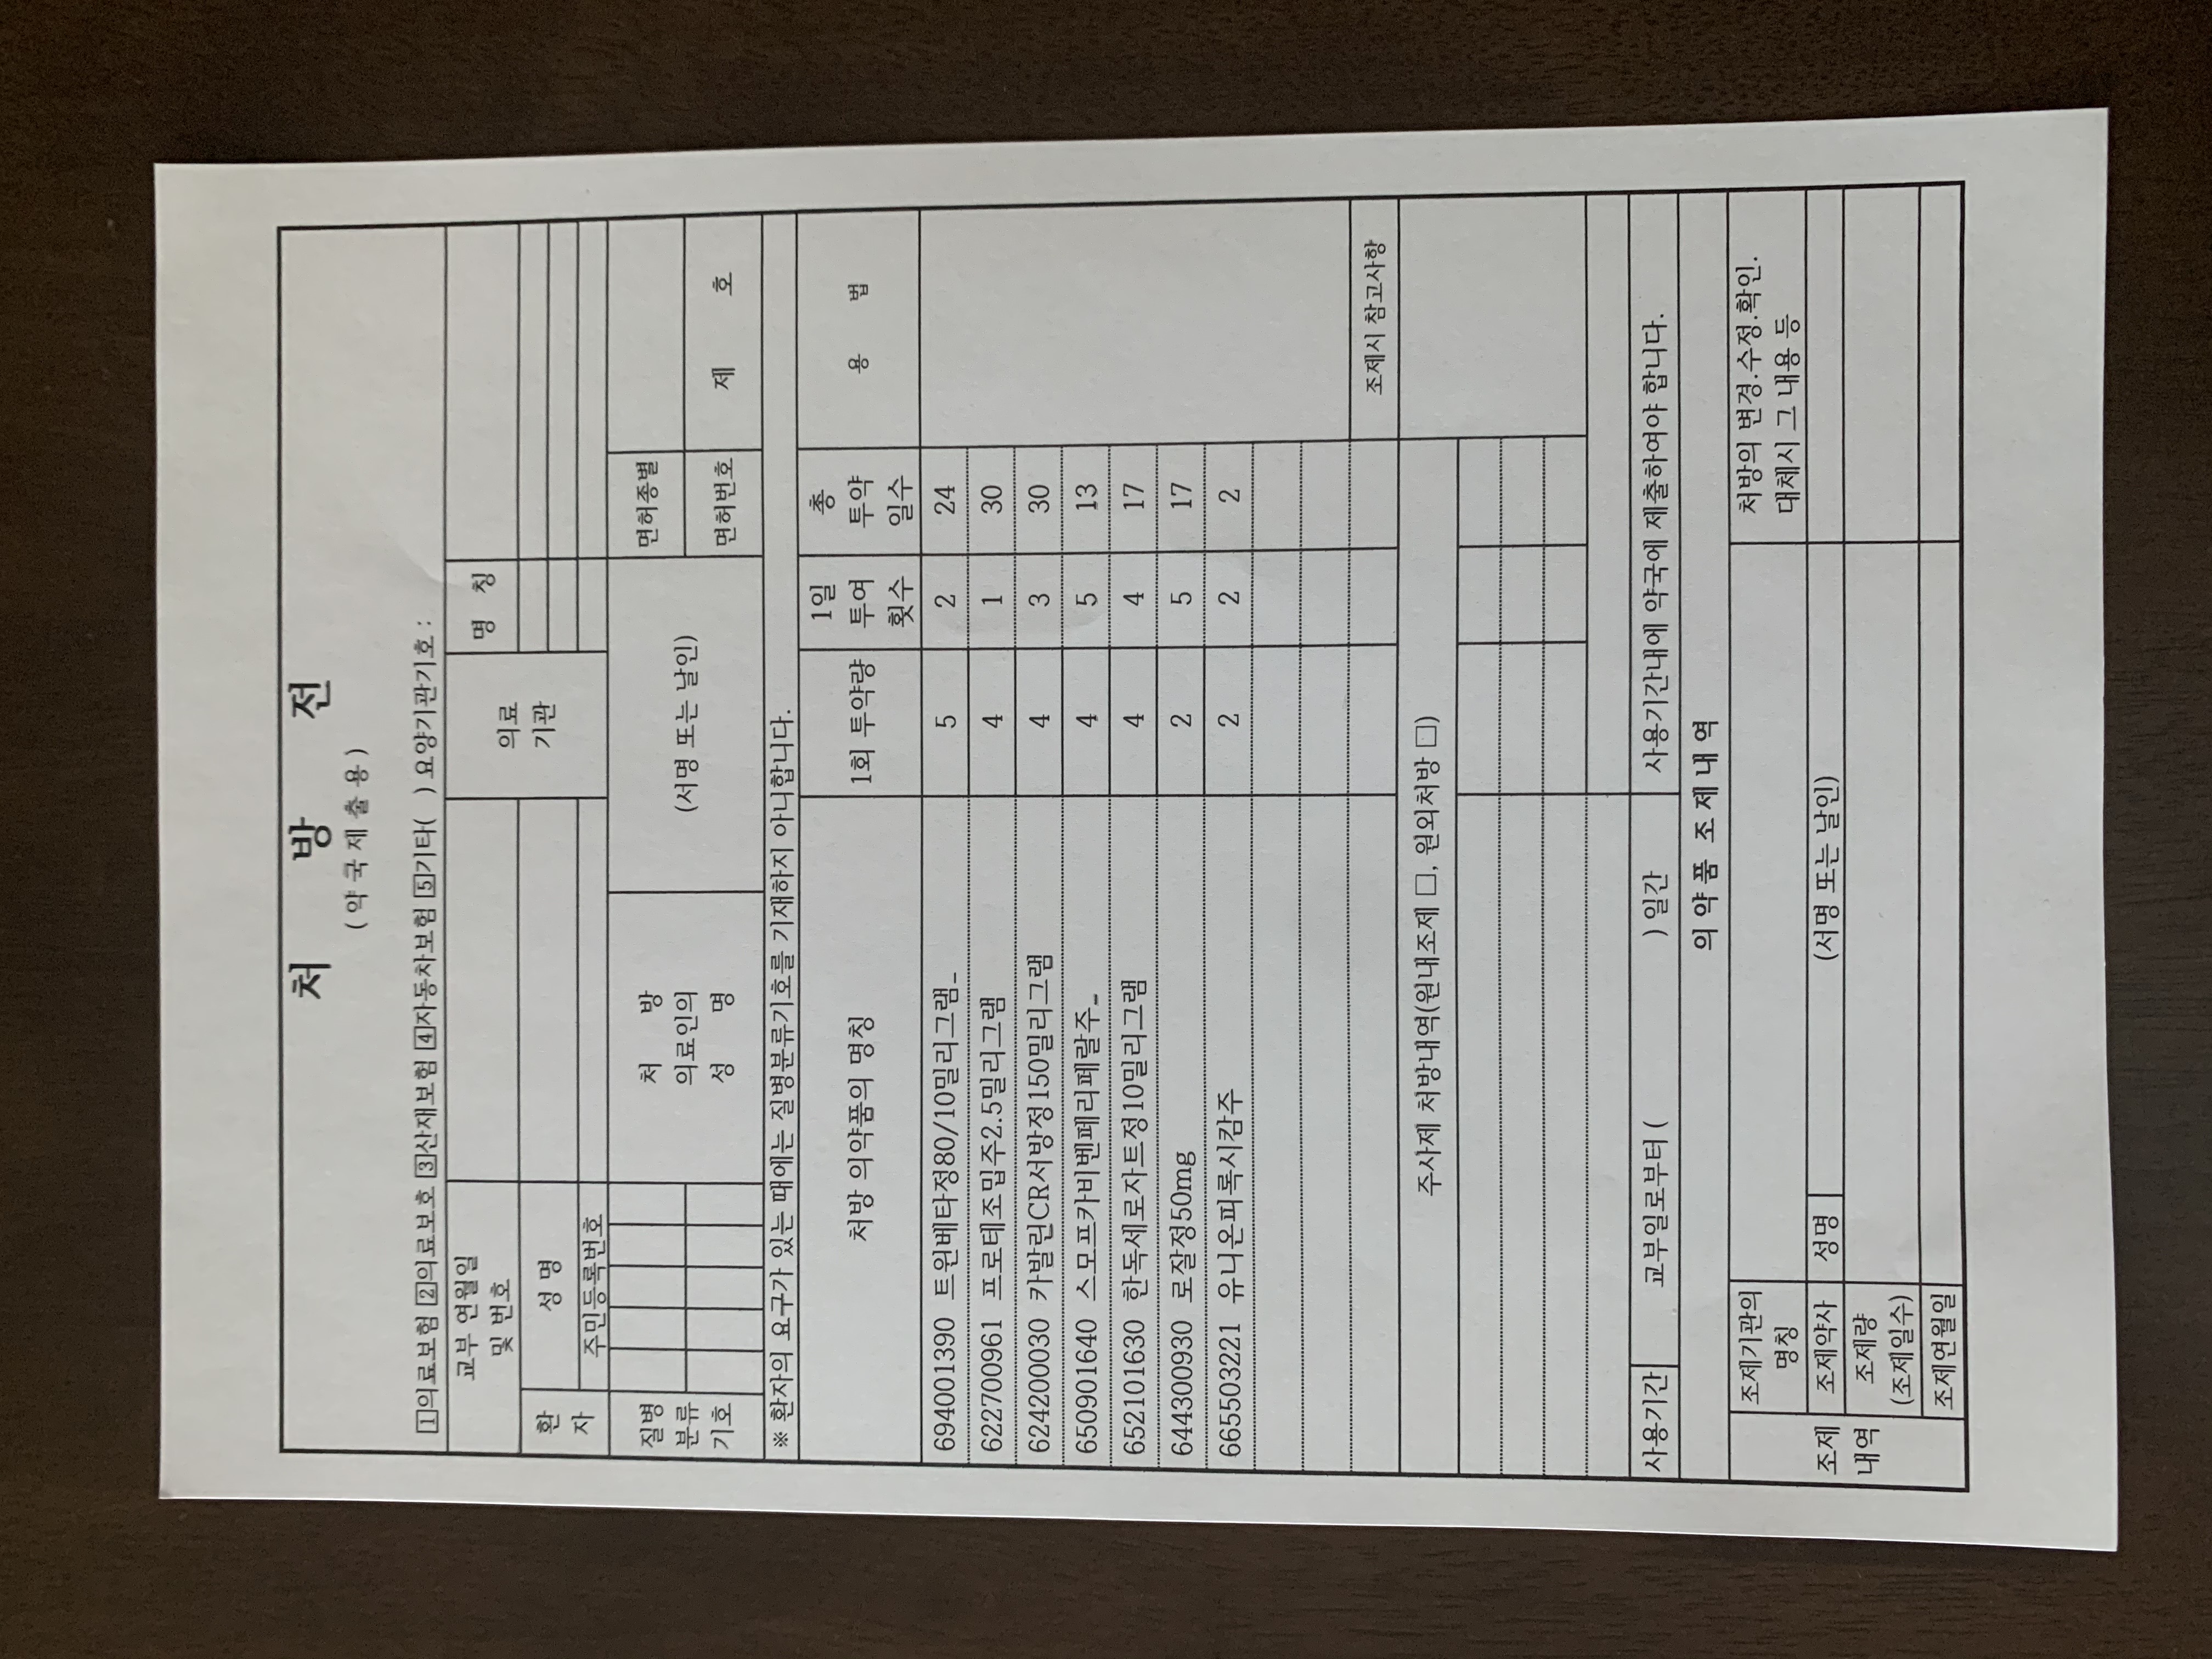 처 방 전
( 약 국 제 출 용 )
1의료보험 2의료보호 3산재보험 4자동차보험 5기타( ) 요양기관기호 :
교부 연월일
및 번호
의료
기관
명 칭
환
자
성 명
주민등록번호
질병
분류
기호
처 방
의료인의
성 명
(서명 또는 날인)
면허종별
면허번호
제 호
※ 환자의 요구가 있는 때에는 질병분류기호를 기재하지 아니합니다.
처방 의약품의 명칭
1회 투약량
1일
투여
횟수
총
투약
일수
용 법
694001390 트윈베타정80/10밀리그램_ 5 2 24
622700961 프로테조밉주2.5밀리그램 4 1 30
624200030 카발린CR서방정150밀리그램 4 3 30
650901640 스모프카비벤페리페랄주_ 4 5 13
652101630 한독세로자트정10밀리그램 4 4 17
644300930 로잘정50mg 2 5 17
665503221 유니온피록시캄주 2 2 2
조제시 참고사항
주사제 처방내역(원내조제 □, 원외처방 □)
사용기간 교부일로부터 ( ) 일간 사용기간내에 약국에 제출하여야 합니다.
의 약 품 조 제 내 역
조제
내역
조제기관의
명칭
처방의 변경.수정.확인.
대체시 그 내용 등
조제약사 성명 (서명 또는 날인)
조제량
(조제일수)
조제연월일